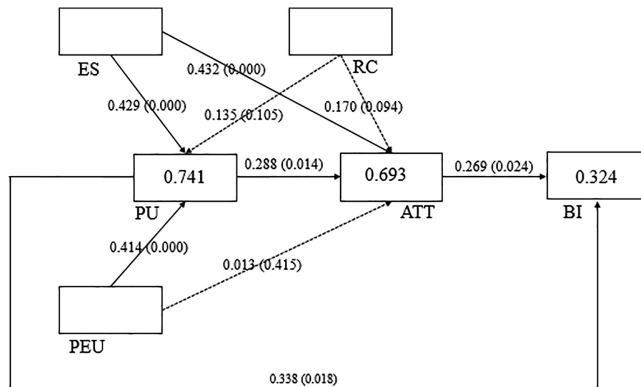 ES
RC
0.432 (0.000)
0.429 (0.000)
0.135 (0.105)
0.170 (0.094)
0.741
0.288 (0.014)
0.693
0.269 (0.024)
0.324
PU
ATT
BI
0.414 (0.000)
0.013 (0.415)
PEU
0.338 (0.018)